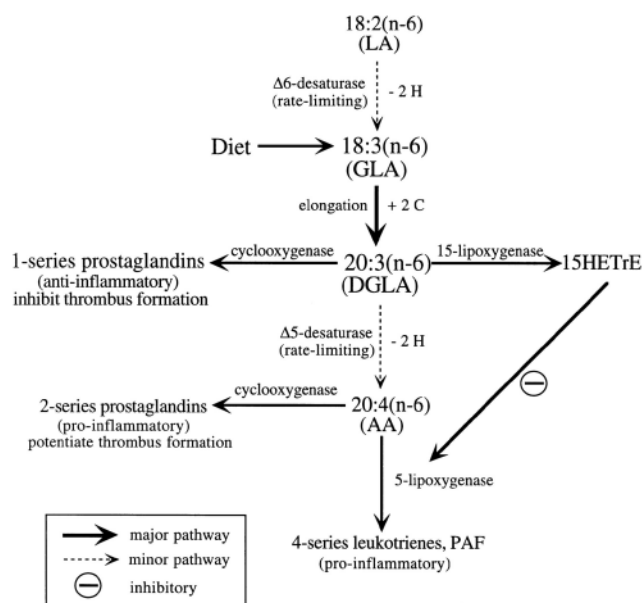 18:2(n-6)
(LA)
Δ6-desaturase
(rate-limiting)
- 2 H
Diet
18:3(n-6)
(GLA)
elongation
+ 2 C
1-series prostaglandins
(anti-inflammatory)
inhibit thrombus formation
cyclooxygenase
20:3(n-6)
(DGLA)
15-lipoxygenase
15HETrE
Δ5-desaturase
(rate-limiting)
- 2 H
2-series prostaglandins
(pro-inflammatory)
potentiate thrombus formation
cyclooxygenase
20:4(n-6)
(AA)
5-lipoxygenase
4-series leukotrienes, PAF
(pro-inflammatory)
major pathway
minor pathway
inhibitory